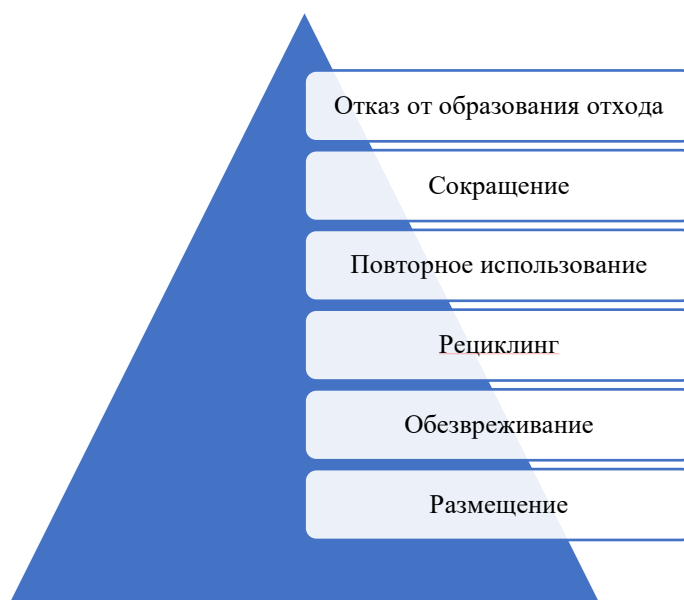 Отказ от образования отхода
Сокращение
Повторное использование
Рециклинг
Обезвреживание
Размещение